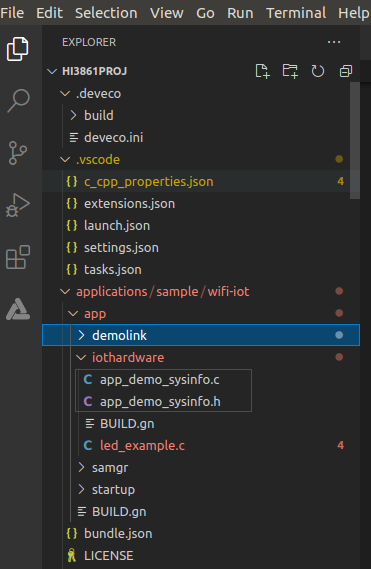 File Edit Selection View Go Run Terminal Help
EXPLORER
HI3861PROJ
.deveco
build
deveco.ini
.vscode
{} c_cpp_properties.json 4
{} extensions.json
{} launch.json
{} settings.json
{} tasks.json
applications/sample/wifi-iot
app
demolink
iothardware
C app_demo_sysinfo.c
C app_demo_sysinfo.h
BUILD.gn
C led_example.c 4
samgr
startup
BUILD.gn
{} bundle.json
LICENSE